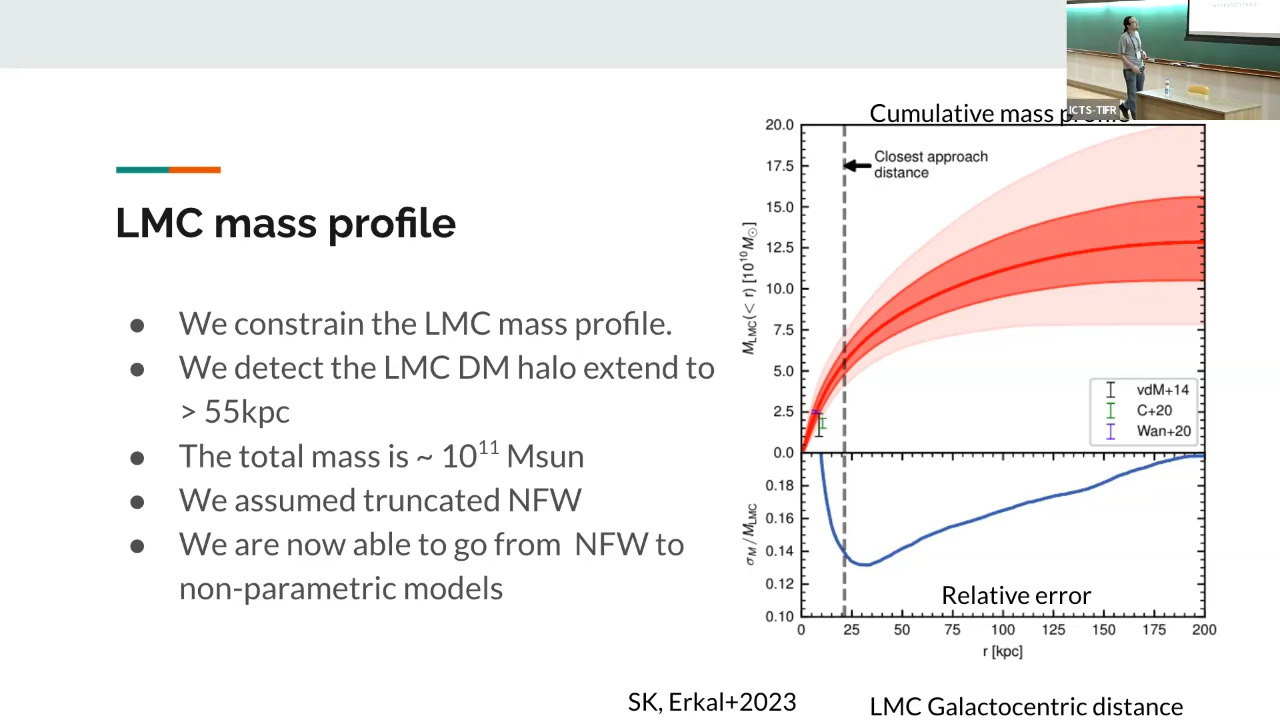 LMC mass profile
● We constrain the LMC mass profile.
● We detect the LMC DM halo extend to
> 55kpc
● The total mass is ~ 10¹¹ Msun
● We assumed truncated NFW
● We are now able to go from NFW to
non-parametric models
Cumulative mass profile
20.0
17.5
15.0
12.5
10.0
7.5
5.0
2.5
0.0
M_LMC(< r) [10¹⁰M_⊙]
Closest approach
distance
vdM+14
C+20
Wan+20
0.18
0.16
0.14
0.12
0.10
σ_M / M_LMC
Relative error
0 25 50 75 100 125 150 175 200
r [kpc]
SK, Erkal+2023
LMC Galactocentric distance
ICTS-TIFR